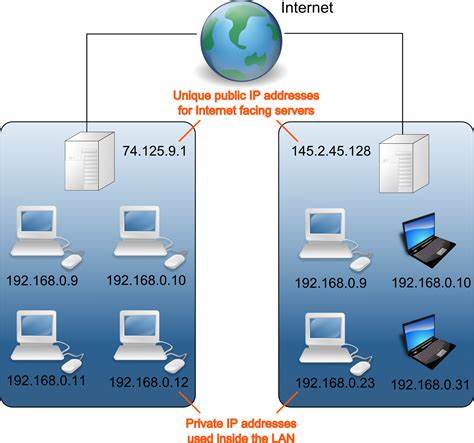 Internet
Unique public IP addresses
for Internet facing servers
74.125.9.1
145.2.45.128
192.168.0.9
192.168.0.10
192.168.0.9
192.168.0.10
192.168.0.11
192.168.0.12
192.168.0.23
192.168.0.31
Private IP addresses
used inside the LAN